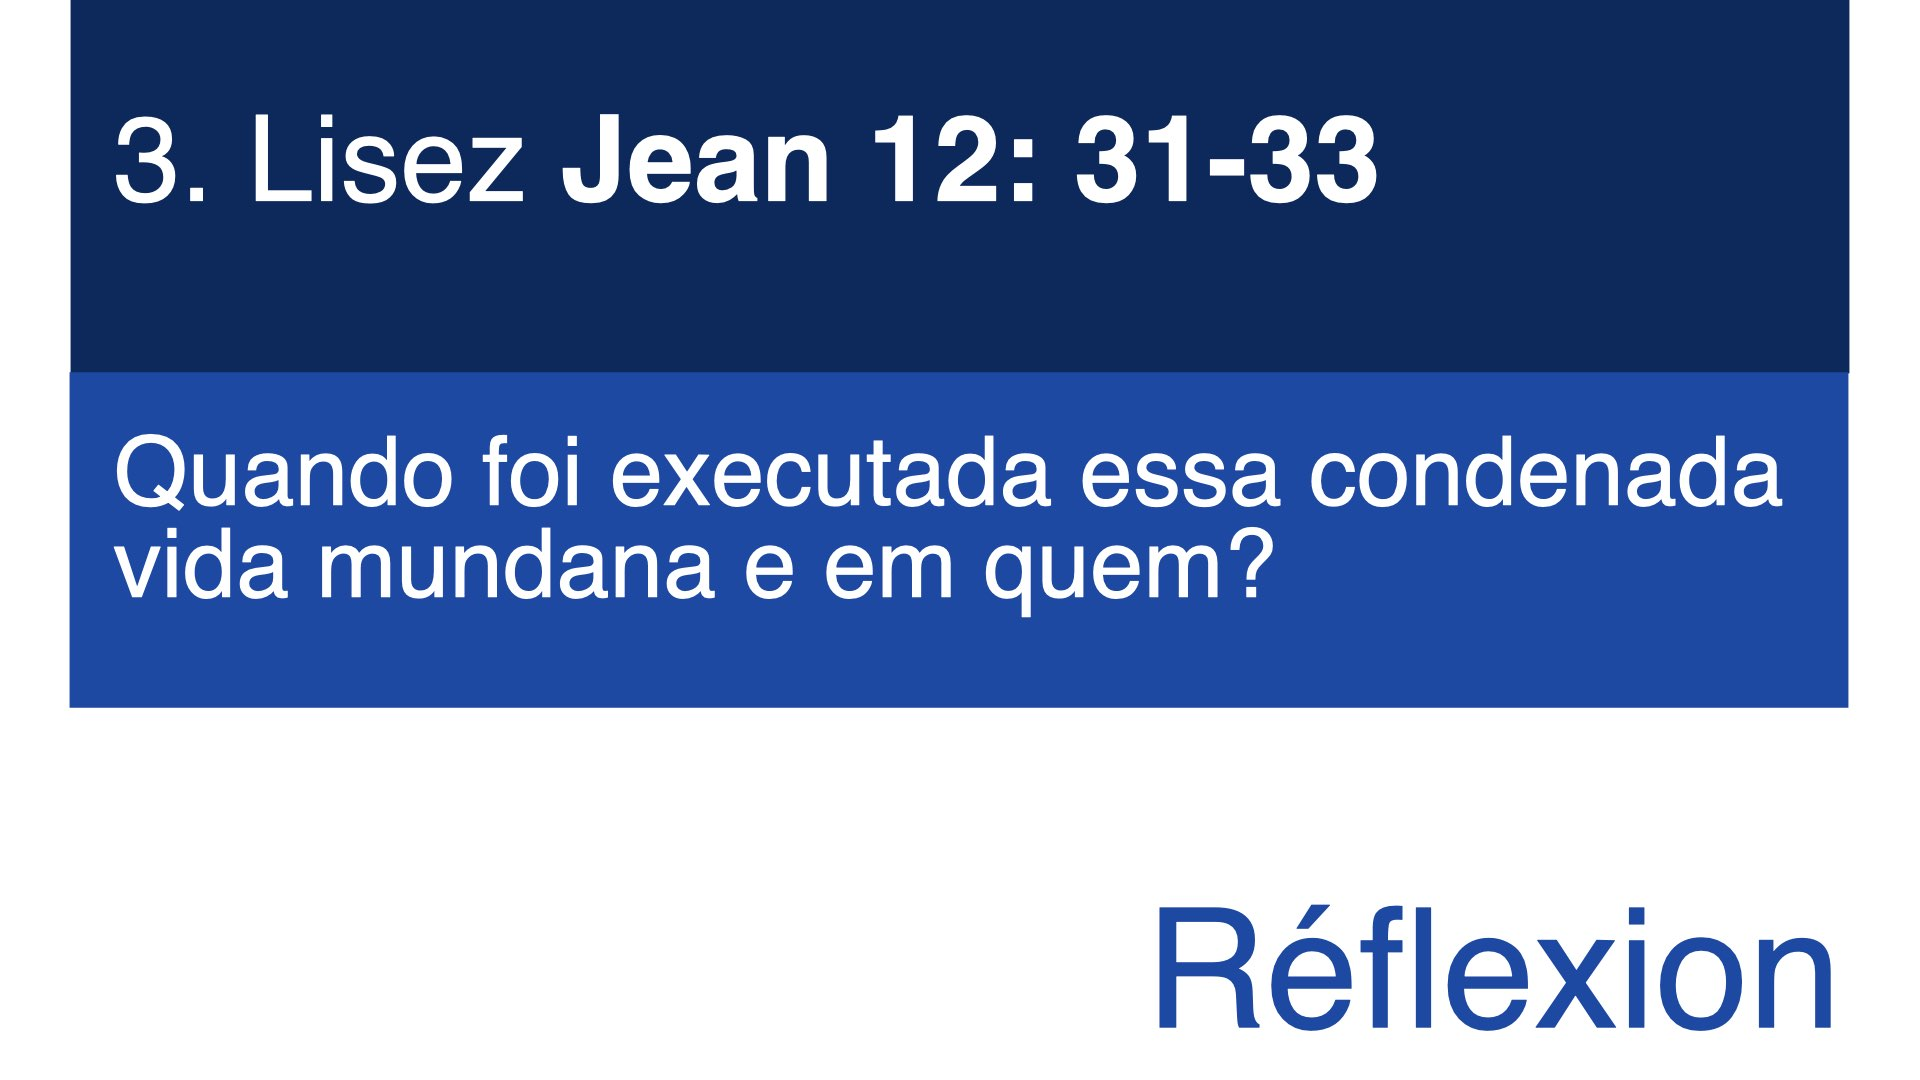 3. Lisez Jean 12: 31-33
Quando foi executada essa condenada
vida mundana e em quem?
Réflexion